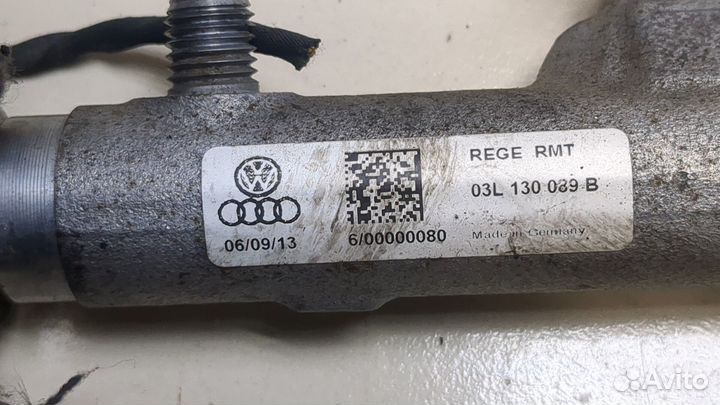 REGE RMT
03L 130 089 B
06/09/13 6/00000080 Made in Germany
Avito